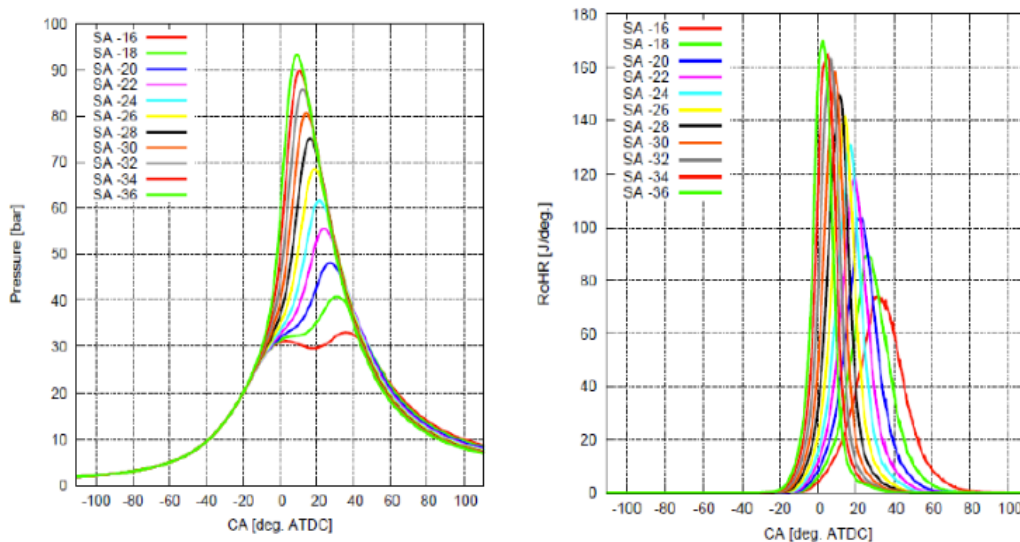 100
90
80
70
60
50
40
30
20
10
0
Pressure [bar]
SA -16
SA -18
SA -20
SA -22
SA -24
SA -26
SA -28
SA -30
SA -32
SA -34
SA -36
-100 -80 -60 -40 -20 0 20 40 60 80 100
CA [deg. ATDC]
180
160
140
120
100
80
60
40
20
0
RoHR [J/deg.]
SA -16
SA -18
SA -20
SA -22
SA -24
SA -26
SA -28
SA -30
SA -32
SA -34
SA -36
-100 -80 -60 -40 -20 0 20 40 60 80 100
CA [deg. ATDC]